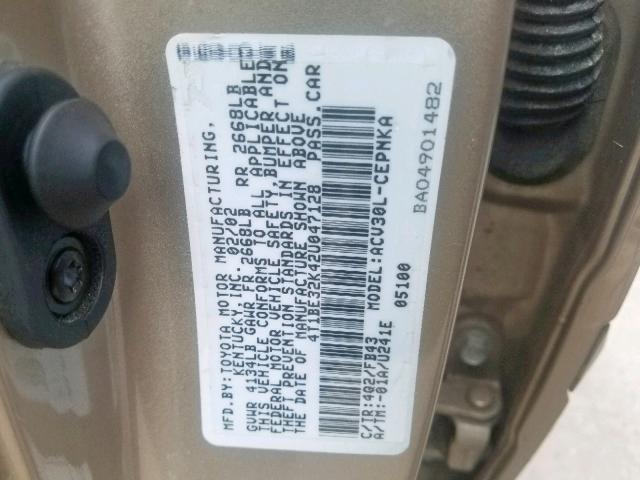 MFD.BY:TOYOTA MOTOR MANUFACTURING,
KENTUCKY, INC. 02/02
GVWR 4134LB GAWR FR 2668LB RR 2668LB
THIS VEHICLE CONFORMS TO ALL APPLICABLE
FEDERAL MOTOR VEHICLE SAFETY, BUMPER AND
THEFT PREVENTION STANDARDS IN EFFECT ON
THE DATE OF MANUFACTURE SHOWN ABOVE
4T1BE32K42U047128 PASS.CAR
MODEL:ACV30L-CEPNKA
05100
C/TR:4Q2/FB43
A/TM:-01A/U241E
BA04901482